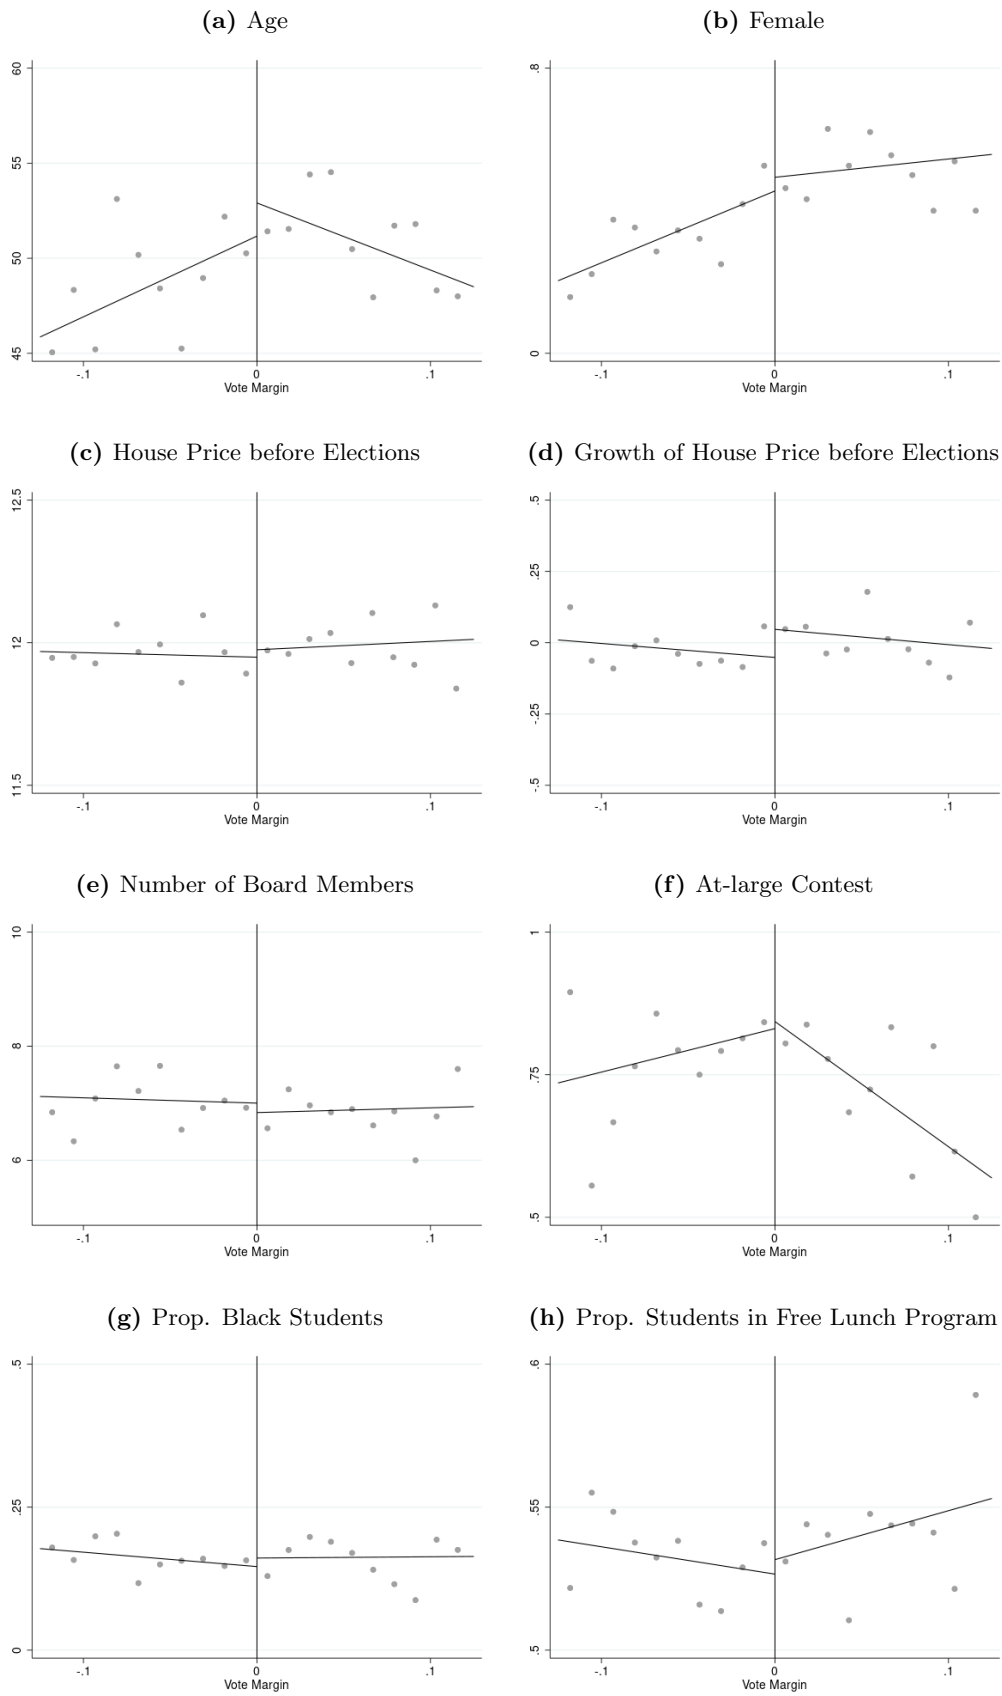 (a) Age
60
55
50
45
-.1 0 .1
Vote Margin
(b) Female
.8
0
-.1 0 .1
Vote Margin
(c) House Price before Elections
12.5
12
11.5
-.1 0 .1
Vote Margin
(d) Growth of House Price before Elections
.5
.25
0
-.25
-.5
-.1 0 .1
Vote Margin
(e) Number of Board Members
10
8
6
-.1 0 .1
Vote Margin
(f) At-large Contest
1
.75
.5
-.1 0 .1
Vote Margin
(g) Prop. Black Students
.5
.25
0
-.1 0 .1
Vote Margin
(h) Prop. Students in Free Lunch Program
.6
.55
.5
-.1 0 .1
Vote Margin